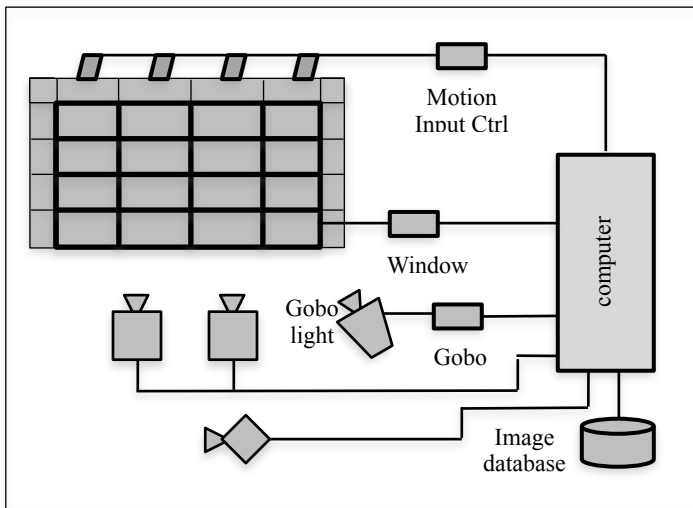 Motion
Input Ctrl
computer
Window
Gobo
light
Gobo
Image
database